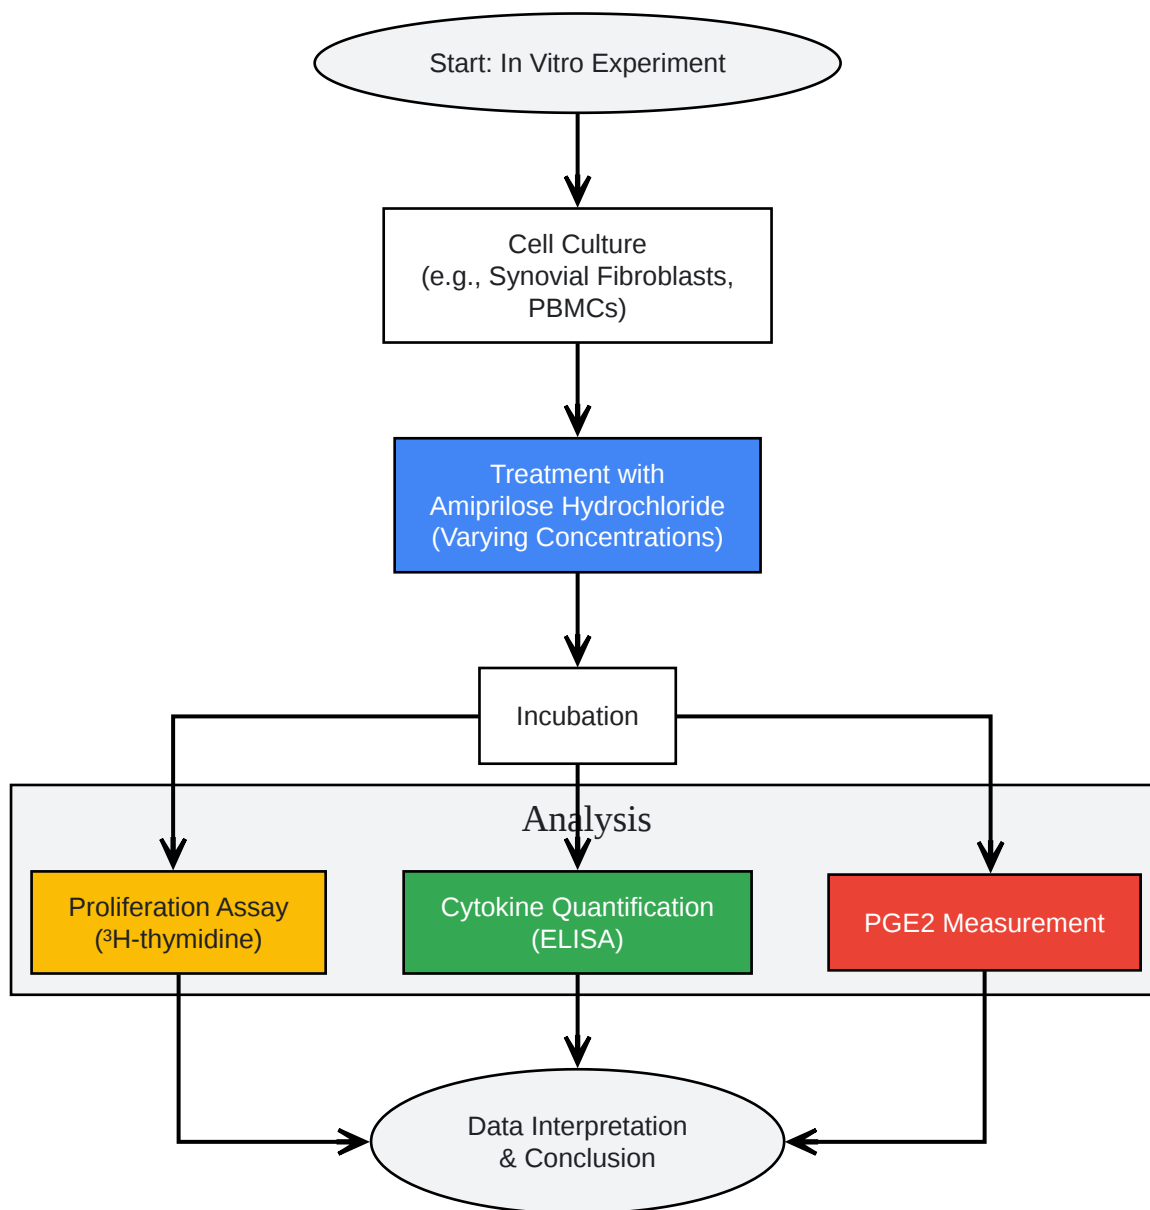 Start: In Vitro Experiment
Cell Culture
(e.g., Synovial Fibroblasts,
PBMCs)
Treatment with
Amiprilose Hydrochloride
(Varying Concentrations)
Incubation
Analysis
Proliferation Assay
(³H-thymidine)
Cytokine Quantification
(ELISA)
PGE2 Measurement
Data Interpretation
& Conclusion